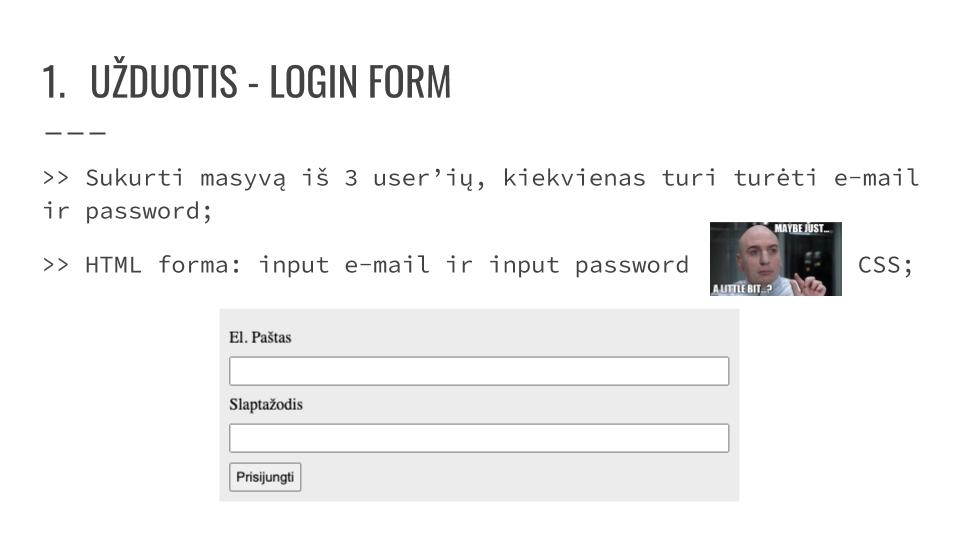 1. UŽDUOTIS - LOGIN FORM
———
>> Sukurti masyvą iš 3 user’ių, kiekvienas turi turėti e-mail
ir password;
MAYBE JUST...
>> HTML forma: input e-mail ir input password CSS;
A LITTLE BIT...?
El. Paštas
Slaptažodis
Prisijungti